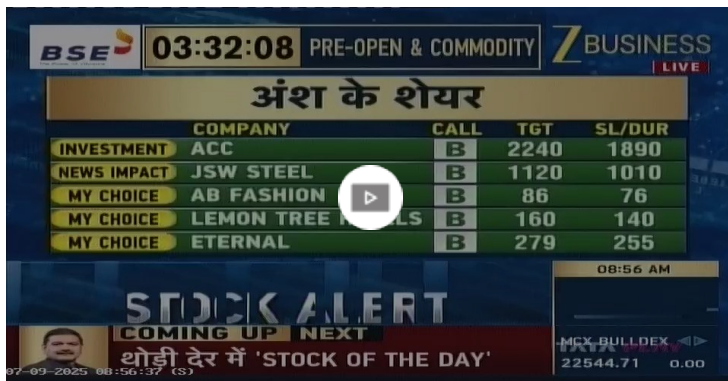 BSE
03:32:08
PRE-OPEN & COMMODITY
Z BUSINESS
LIVE
अंश के शेयर
COMPANY CALL TGT SL/DUR
INVESTMENT ACC B 2240 1890
NEWS IMPACT JSW STEEL B 1120 1010
MY CHOICE AB FASHION B 86 76
MY CHOICE LEMON TREE LS B 160 140
MY CHOICE ETERNAL B 279 255
08:56 AM
STOCK ALERT
COMING UP NEXT
थोड़ी देर में 'STOCK OF THE DAY'
MCX BULLDEX
22544.71 0.00
07-09-2025 08:56:37 (S)